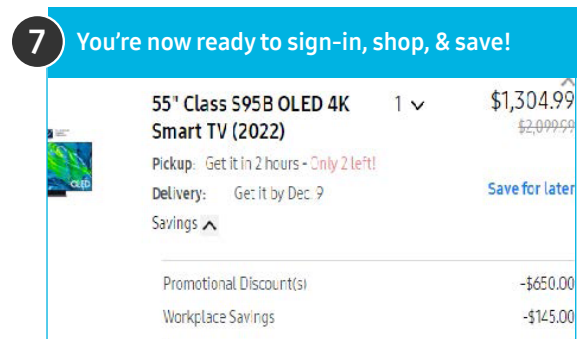 7 You're now ready to sign-in, shop, & save!
55" Class S95B OLED 4K 1 $1,304.99
Smart TV (2022) $2,099.99
Pickup: Get it in 2 hours - Only 2 left!
OLED
Delivery: Get it by Dec. 9 Save for later
Savings
Promotional Discount(s) -$650.00
Workplace Savings -$145.00